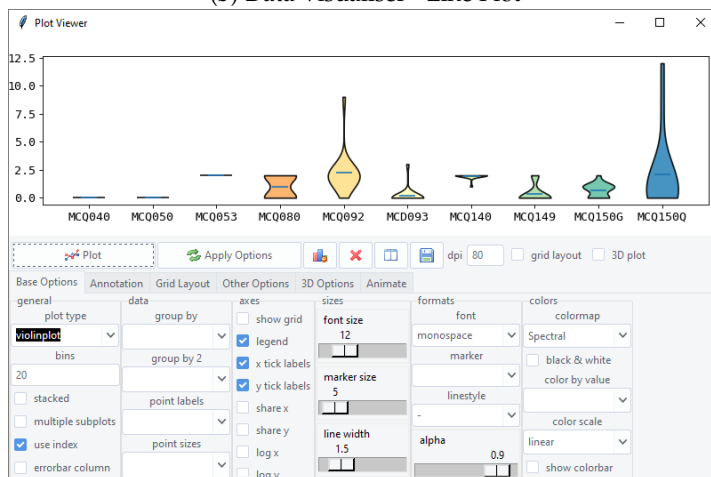 Plot Viewer
12.5
10.0
7.5
5.0
2.5
0.0
MCQ040 MCQ050 MCQ053 MCQ080 MCQ092 MCD093 MCQ140 MCQ149 MCQ150G MCQ150Q
Plot Apply Options dpi 80 grid layout 3D plot
Base Options Annotation Grid Layout Other Options 3D Options Animate
general data axes sizes formats colors
plot type group by show grid font size font colormap
violinplot legend 12 monospace Spectral
bins group by 2 x tick labels marker black & white
20 y tick labels marker size color by value
stacked point labels share x 5 linestyle
multiple subplots share y - color scale
use index point sizes log x line width alpha linear
errorbar column log y 1.5 0.9 show colorbar